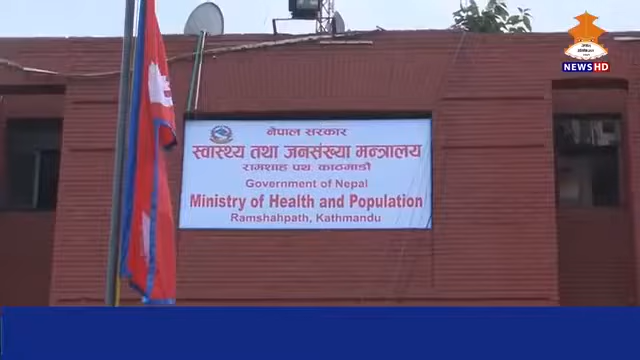 नेपाल सरकार
स्वास्थ्य तथा जनसंख्या मन्त्रालय
रामशाह पथ, काठमाडौं
Government of Nepal
Ministry of Health and Population
Ramshahpath, Kathmandu
NEWS HD